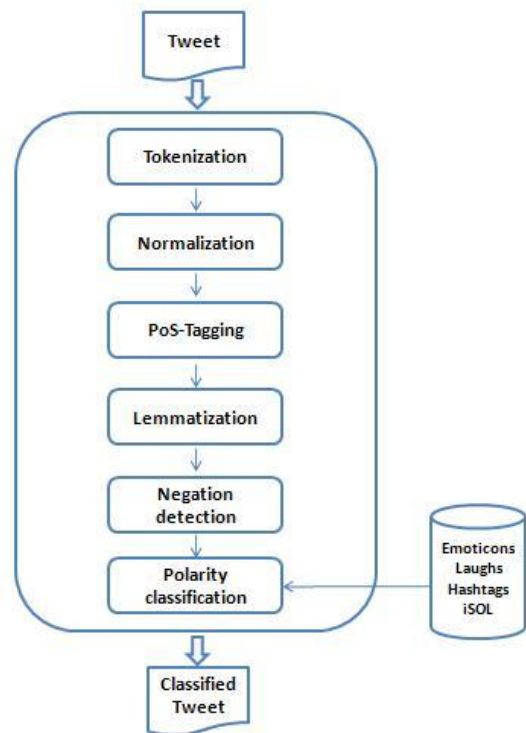 Tweet
Tokenization
Normalization
PoS-Tagging
Lemmatization
Negation
detection
Polarity
classification
Emoticons
Laughs
Hashtags
iSOL
Classified
Tweet